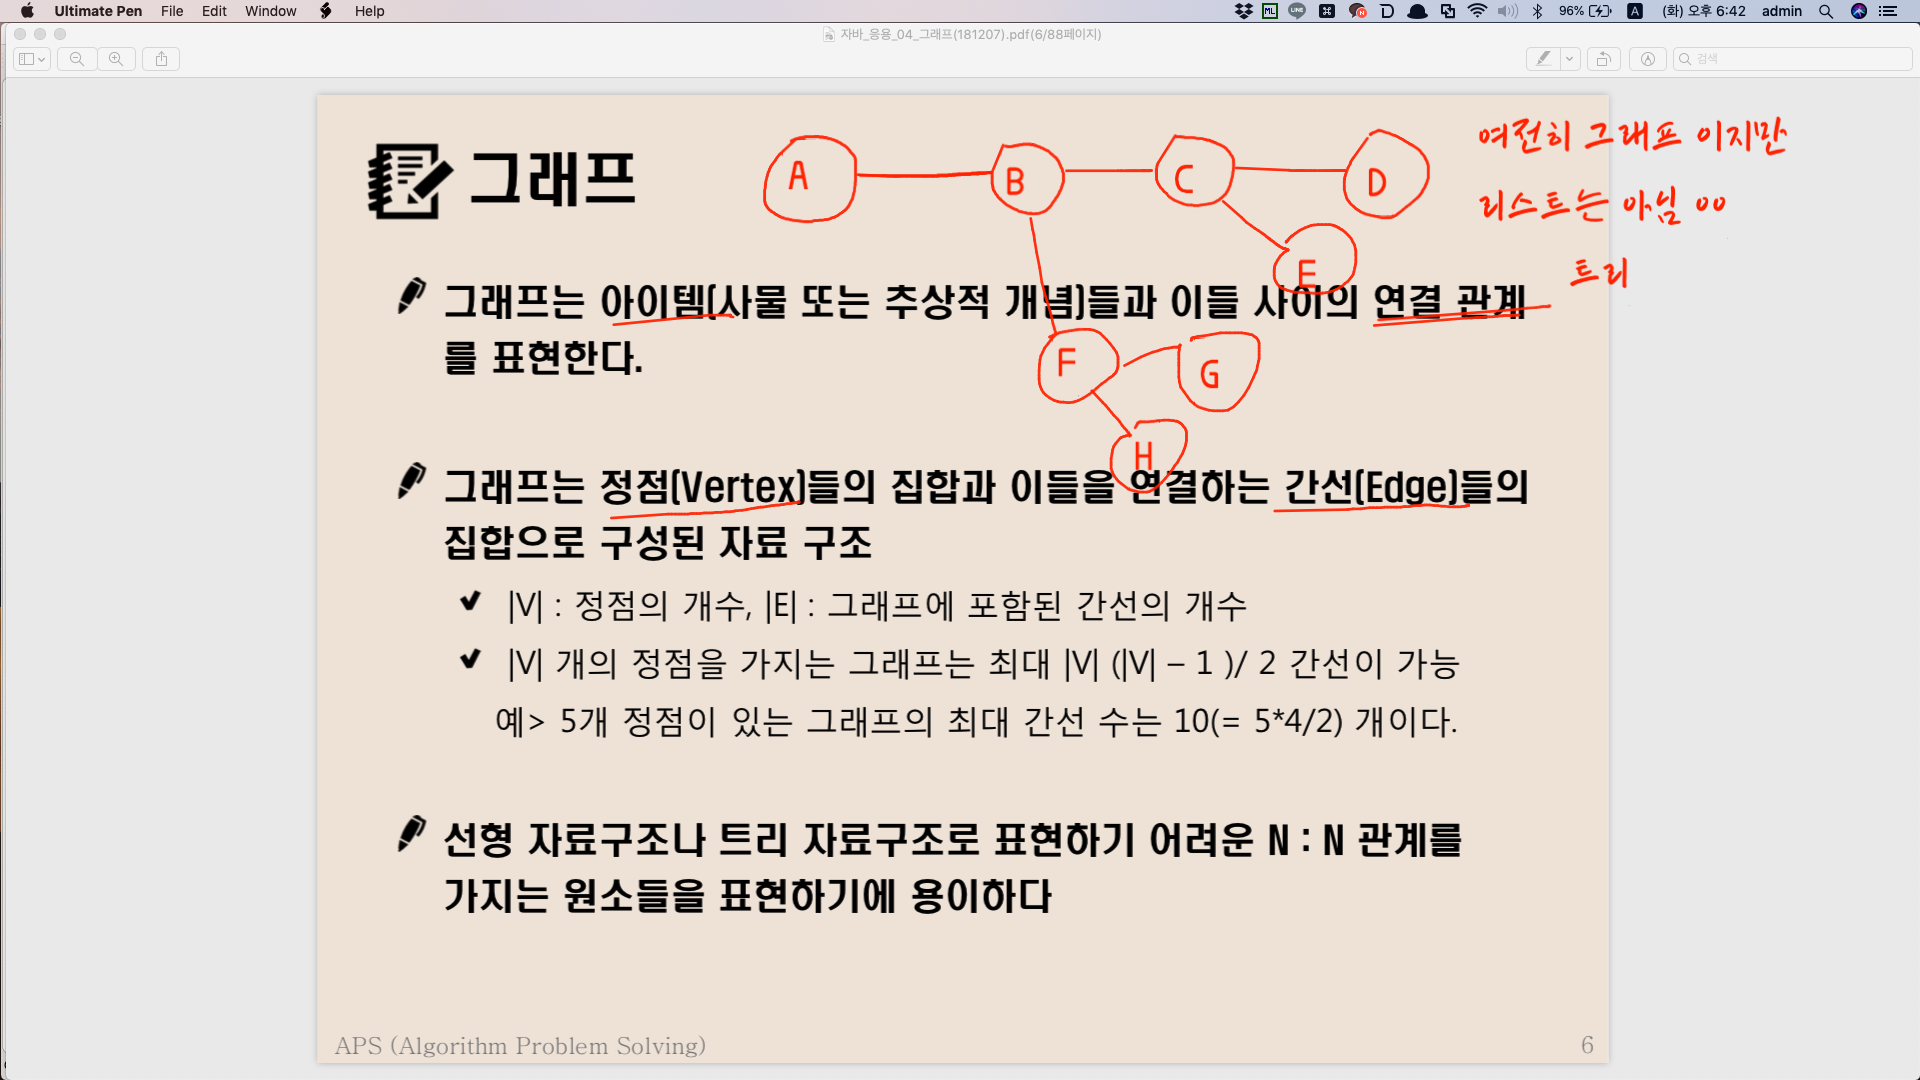 Ultimate Pen File Edit Window Help 96% A (화) 오후 6:42 admin
자바_응용_04_그래프(181207).pdf(6/88페이지)
검색
그래프
A B C D
E
F G
H
여전히 그래프 이지만
리스트는 아님 ㅇㅇ
트리
그래프는 아이템(사물 또는 추상적 개념)들과 이들 사이의 연결 관계
를 표현한다.
그래프는 정점(Vertex)들의 집합과 이들을 연결하는 간선(Edge)들의
집합으로 구성된 자료 구조
|V| : 정점의 개수, |E| : 그래프에 포함된 간선의 개수
|V| 개의 정점을 가지는 그래프는 최대 |V| (|V| – 1 )/ 2 간선이 가능
예> 5개 정점이 있는 그래프의 최대 간선 수는 10(= 5*4/2) 개이다.
선형 자료구조나 트리 자료구조로 표현하기 어려운 N : N 관계를
가지는 원소들을 표현하기에 용이하다
APS (Algorithm Problem Solving) 6